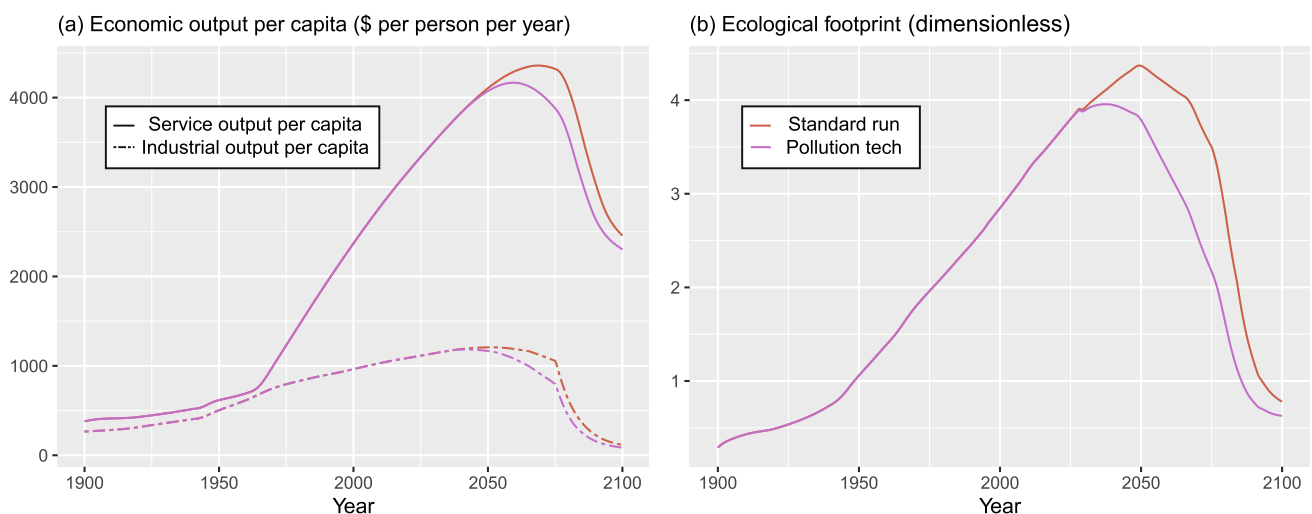 (a) Economic output per capita ($ per person per year)
4000
3000
2000
1000
0
Service output per capita
Industrial output per capita
1900 1950 2000 2050 2100
Year
(b) Ecological footprint (dimensionless)
4
3
2
1
Standard run
Pollution tech
1900 1950 2000 2050 2100
Year